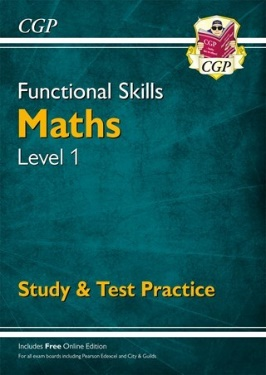 CGP
Functional Skills
Maths
Level 1
CGP
Study & Test Practice
Includes Free Online Edition
For all exam boards including Pearson Edexcel and City & Guilds